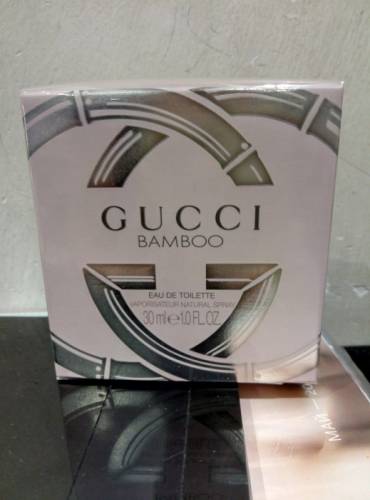 GUCCI
BAMBOO
EAU DE TOILETTE
VAPORISATEUR NATURAL SPRAY
30 ml e 1.0 FL.OZ